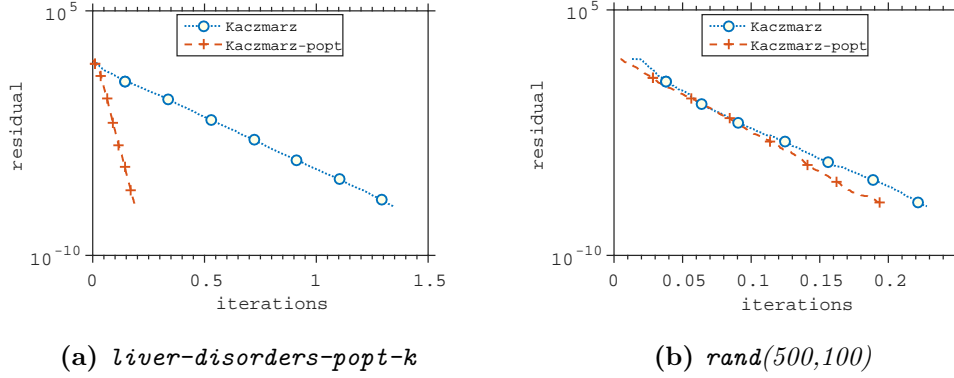 10^5
Kaczmarz
Kaczmarz-popt
residual
10^-10
0 0.5 1 1.5
iterations
(a) liver-disorders-popt-k
10^5
Kaczmarz
Kaczmarz-popt
residual
10^-10
0 0.05 0.1 0.15 0.2
iterations
(b) rand(500,100)